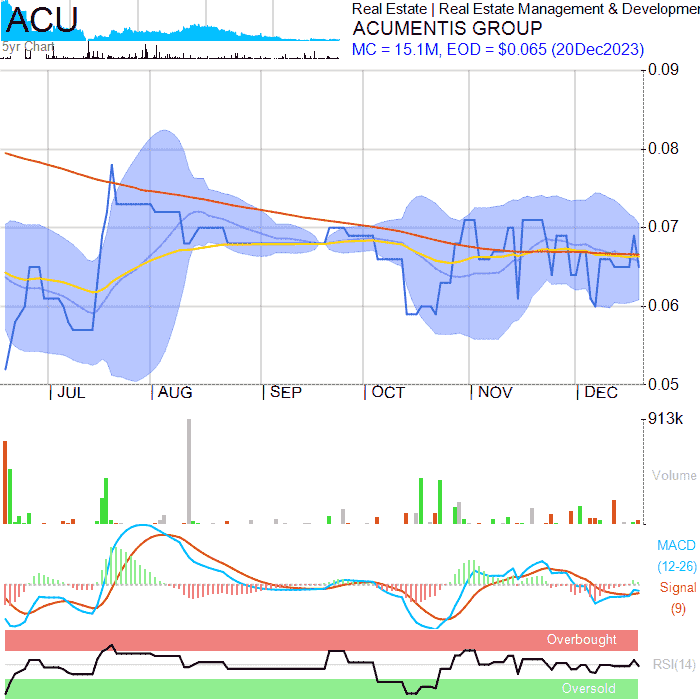 ACU
5yr Chart
Real Estate | Real Estate Management & Developmen
ACUMENTIS GROUP
MC = 15.1M, EOD = $0.065 (20Dec2023)
0.09
0.08
0.07
0.06
0.05
JUL AUG SEP OCT NOV DEC
913k
Volume
MACD
(12-26)
Signal
(9)
Overbought
RSI(14)
Oversold